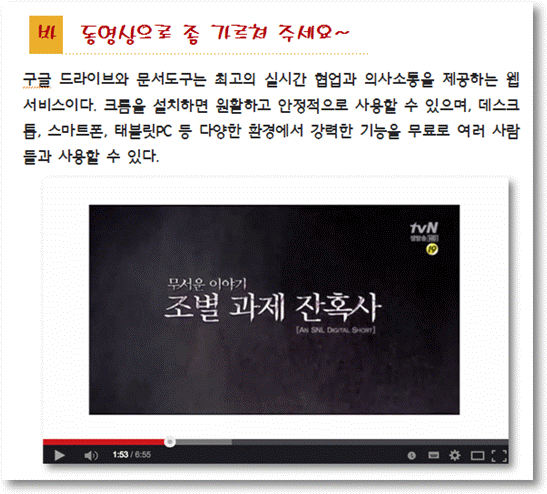 바 동영상으로 좀 가르쳐 주세요~
구글 드라이브와 문서도구는 최고의 실시간 협업과 의사소통을 제공하는 웹
서비스이다. 크롬을 설치하면 원활하고 안정적으로 사용할 수 있으며, 데스크
톱, 스마트폰, 태블릿PC 등 다양한 환경에서 강력한 기능을 무료로 여러 사람
들과 사용할 수 있다.
tvN
생방송
19
무서운 이야기
조별 과제 잔혹사
[AN SNL DIGITAL SHORT]
1:53 / 6:55